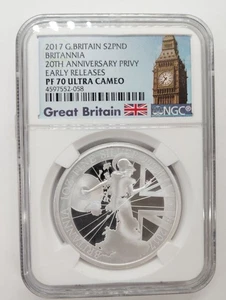 2017 G.BRITAIN S2PND
BRITANNIA
20TH ANNIVERSARY PRIVY
EARLY RELEASES
PF 70 ULTRA CAMEO
4597552-058
Great Britain
NGC